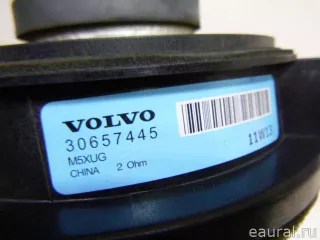 VOLVO
30657445
M5XUG
CHINA 2 Ohm
11W13
eaural.ru